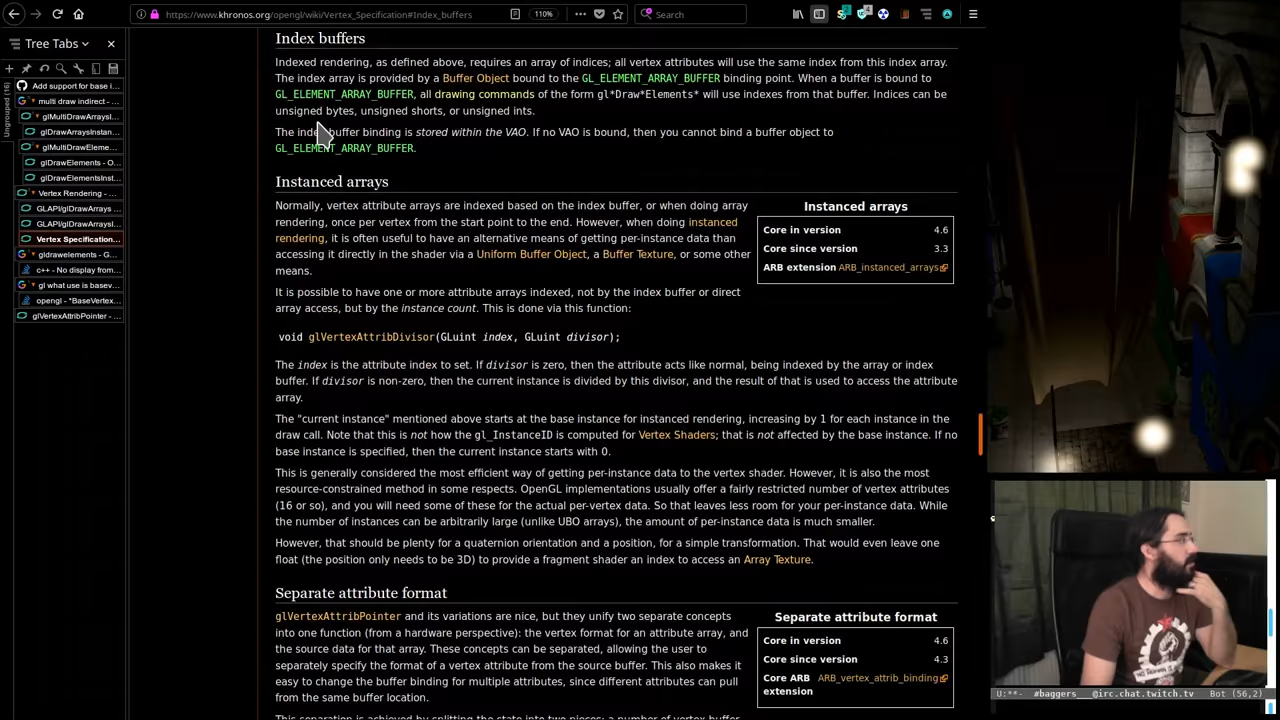 https://www.khronos.org/opengl/wiki/Vertex_Specification#Index_buffers
110%
Search
Tree Tabs
Ungrouped (16)
Add support for base i...
multi draw indirect - ...
glMultiDrawArraysI...
glDrawArraysInstan...
glMultiDrawEleme...
glDrawElements - O...
glDrawElementsInst...
Vertex Rendering - ...
GLAPI/glDrawArrays ...
GLAPI/glDrawArraysI...
Vertex Specification...
gldrawelements - G...
c++ - No display from...
gl what use is basev...
opengl - *BaseVertex...
glVertexAttribPointer - ...
Index buffers
Indexed rendering, as defined above, requires an array of indices; all vertex attributes will use the same index from this index array.
The index array is provided by a Buffer Object bound to the GL_ELEMENT_ARRAY_BUFFER binding point. When a buffer is bound to
GL_ELEMENT_ARRAY_BUFFER, all drawing commands of the form gl*Draw*Elements* will use indexes from that buffer. Indices can be
unsigned bytes, unsigned shorts, or unsigned ints.
The index buffer binding is stored within the VAO. If no VAO is bound, then you cannot bind a buffer object to
GL_ELEMENT_ARRAY_BUFFER.
Instanced arrays
Normally, vertex attribute arrays are indexed based on the index buffer, or when doing array
rendering, once per vertex from the start point to the end. However, when doing instanced
rendering, it is often useful to have an alternative means of getting per-instance data than
accessing it directly in the shader via a Uniform Buffer Object, a Buffer Texture, or some other
means.
Instanced arrays
Core in version 4.6
Core since version 3.3
ARB extension ARB_instanced_arrays
It is possible to have one or more attribute arrays indexed, not by the index buffer or direct
array access, but by the instance count. This is done via this function:
void glVertexAttribDivisor(GLuint index, GLuint divisor);
The index is the attribute index to set. If divisor is zero, then the attribute acts like normal, being indexed by the array or index
buffer. If divisor is non-zero, then the current instance is divided by this divisor, and the result of that is used to access the attribute
array.
The "current instance" mentioned above starts at the base instance for instanced rendering, increasing by 1 for each instance in the
draw call. Note that this is not how the gl_InstanceID is computed for Vertex Shaders; that is not affected by the base instance. If no
base instance is specified, then the current instance starts with 0.
This is generally considered the most efficient way of getting per-instance data to the vertex shader. However, it is also the most
resource-constrained method in some respects. OpenGL implementations usually offer a fairly restricted number of vertex attributes
(16 or so), and you will need some of these for the actual per-vertex data. So that leaves less room for your per-instance data. While
the number of instances can be arbitrarily large (unlike UBO arrays), the amount of per-instance data is much smaller.
However, that should be plenty for a quaternion orientation and a position, for a simple transformation. That would even leave one
float (the position only needs to be 3D) to provide a fragment shader an index to access an Array Texture.
Separate attribute format
glVertexAttribPointer and its variations are nice, but they unify two separate concepts
into one function (from a hardware perspective): the vertex format for an attribute array, and
the source data for that array. These concepts can be separated, allowing the user to
separately specify the format of a vertex attribute from the source buffer. This also makes it
easy to change the buffer binding for multiple attributes, since different attributes can pull
from the same buffer location.
Separate attribute format
Core in version 4.6
Core since version 4.3
Core ARB extension ARB_vertex_attrib_binding
This separation is achieved by splitting the state into two pieces: a number of vertex buffer
U:**- #baggers__@irc.chat.twitch.tv Bot (56,2)